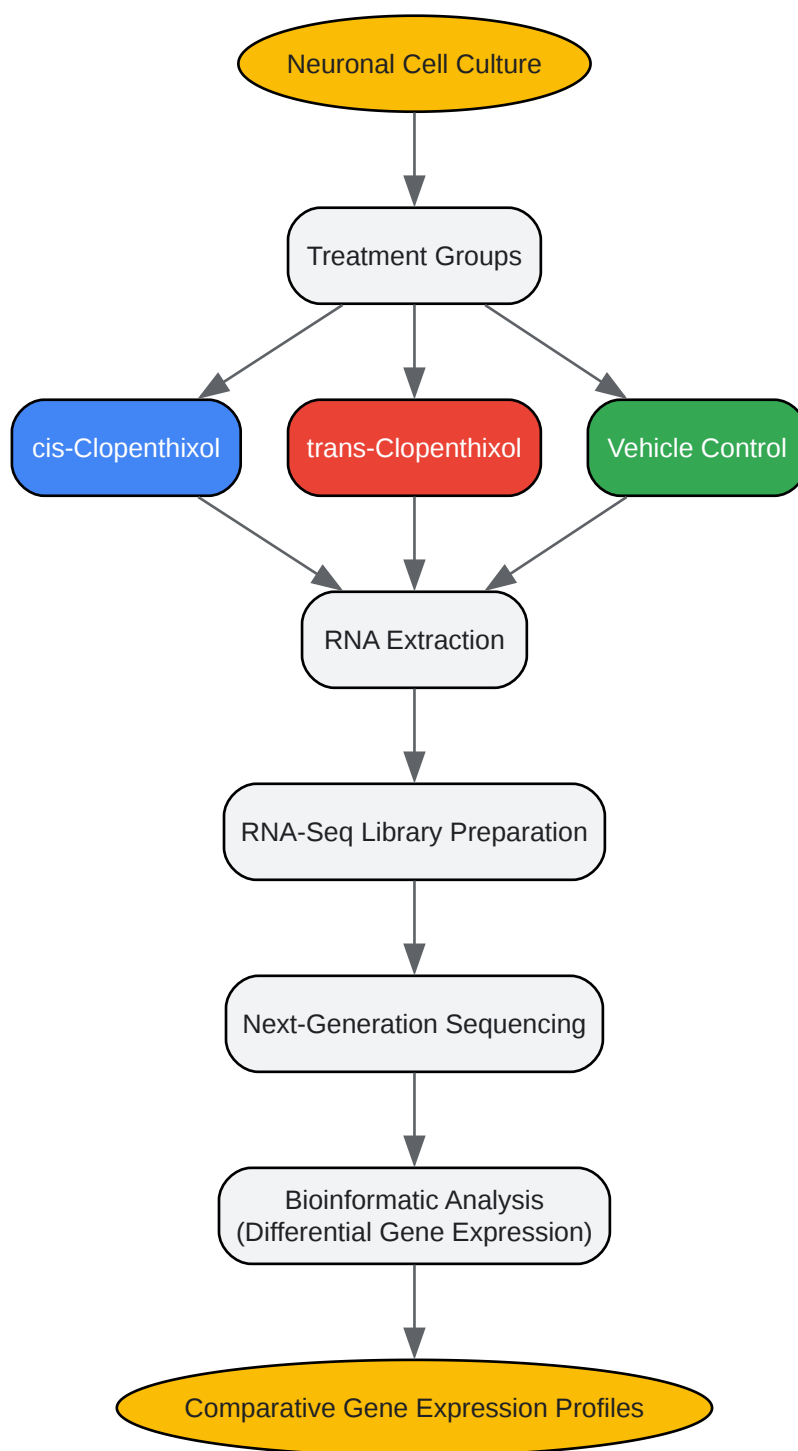 Neuronal Cell Culture
Treatment Groups
cis-Clopenthixol
trans-Clopenthixol
Vehicle Control
RNA Extraction
RNA-Seq Library Preparation
Next-Generation Sequencing
Bioinformatic Analysis
(Differential Gene Expression)
Comparative Gene Expression Profiles